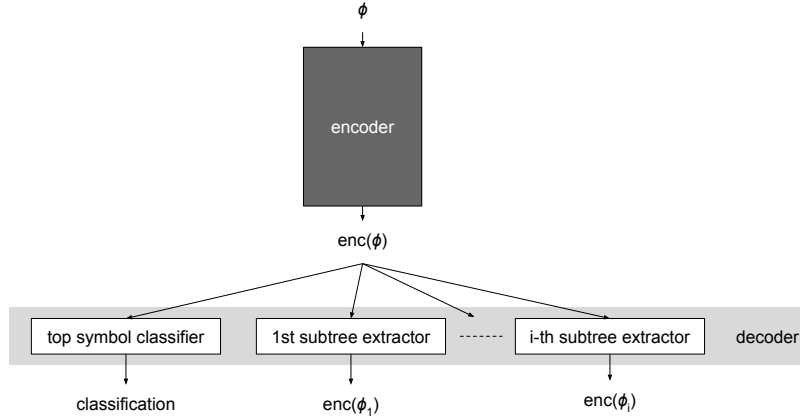 ϕ
encoder
enc(ϕ)
top symbol classifier
1st subtree extractor
i-th subtree extractor
decoder
classification
enc(ϕ₁)
enc(ϕᵢ)